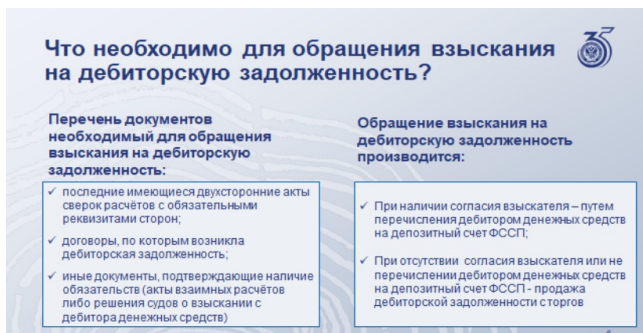 Что необходимо для обращения взыскания
на дебиторскую задолженность?
Перечень документов
необходимый для обращения
взыскания на дебиторскую
задолженность:
✓ последние имеющиеся двухсторонние акты
сверок расчётов с обязательными
реквизитами сторон;
✓ договоры, по которым возникла
дебиторская задолженность;
✓ иные документы, подтверждающие наличие
обязательств (акты взаимных расчётов
либо решения судов о взыскании с
дебитора денежных средств)
Обращение взыскания на
дебиторскую задолженность
производится:
✓ При наличии согласия взыскателя – путем
перечисления дебитором денежных средств
на депозитный счет ФССП;
✓ При отсутствии согласия взыскателя или не
перечислении дебитором денежных средств
на депозитный счет ФССП - продажа
дебиторской задолженности с торгов